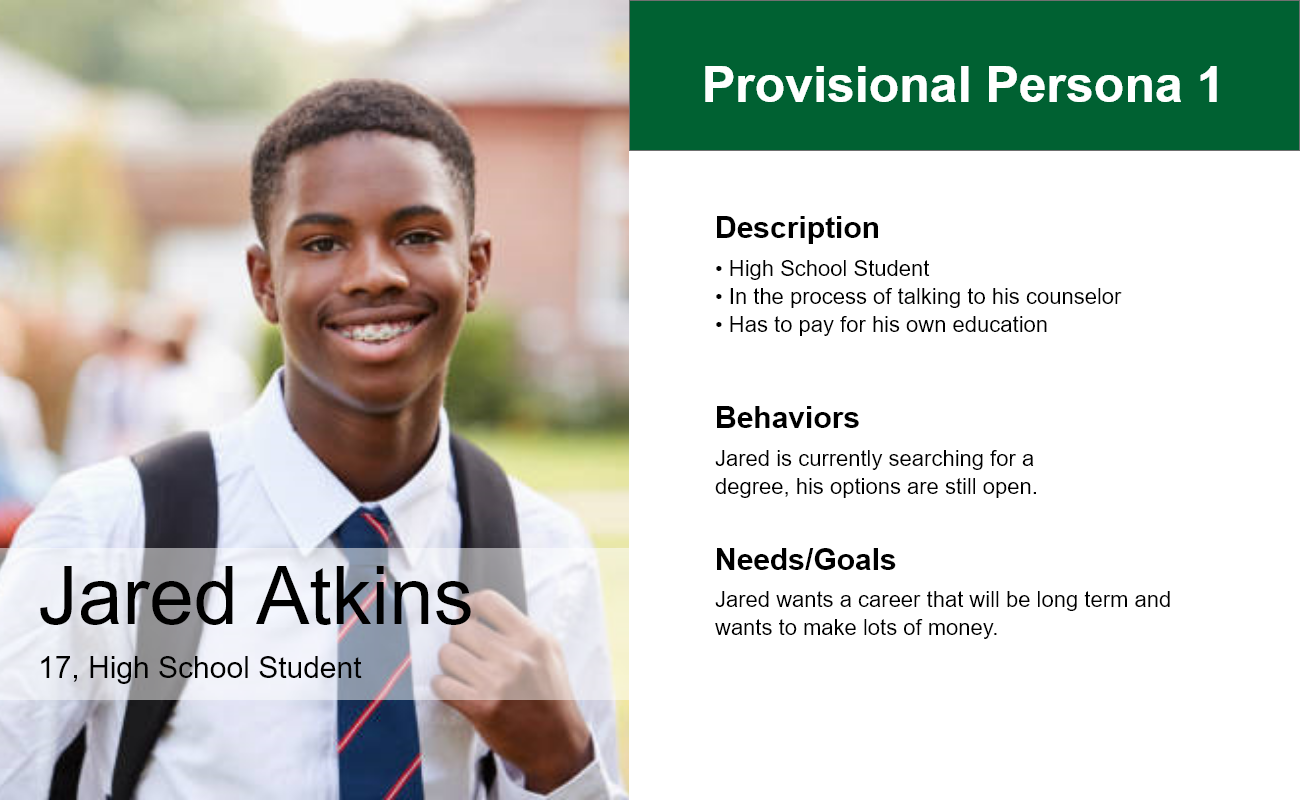 Jared Atkins
17, High School Student
Provisional Persona 1
Description
• High School Student
• In the process of talking to his counselor
• Has to pay for his own education
Behaviors
Jared is currently searching for a
degree, his options are still open.
Needs/Goals
Jared wants a career that will be long term and
wants to make lots of money.